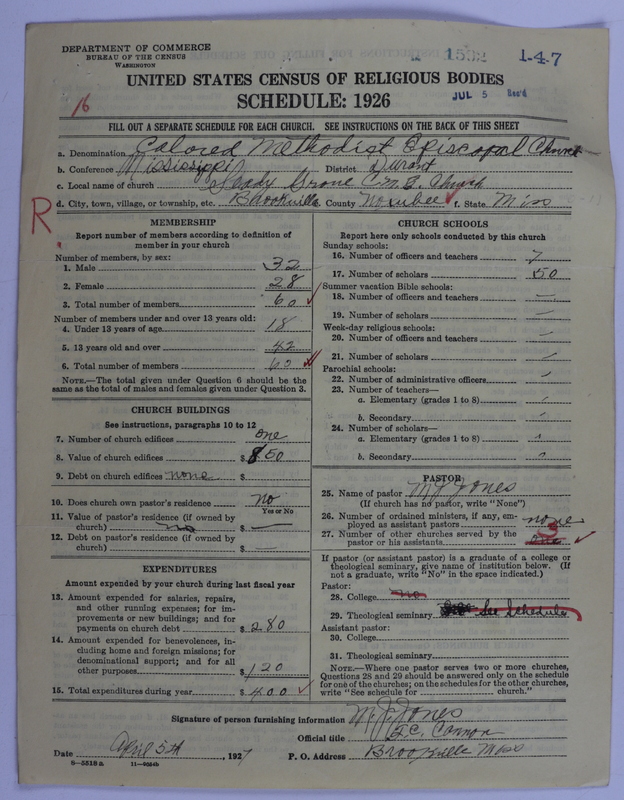 DEPARTMENT OF COMMERCE
BUREAU OF THE CENSUS
WASHINGTON
1532
1-47
JUL 5 Rec'd
UNITED STATES CENSUS OF RELIGIOUS BODIES
SCHEDULE: 1926
16
FILL OUT A SEPARATE SCHEDULE FOR EACH CHURCH. SEE INSTRUCTIONS ON THE BACK OF THIS SHEET
a. Denomination Colored Methodist Episcopal Church
b. Conference Mississippi District Durant
c. Local name of church Grove C.M.E. Church
d. City, town, village, or township, etc. Brookville County Noxubee f. State Miss
R
MEMBERSHIP
Report number of members according to definition of
member in your church
Number of members, by sex:
1. Male 32
2. Female 28
3. Total number of members 60
Number of members under and over 13 years old:
4. Under 13 years of age 18
5. 13 years old and over 42
6. Total number of members 60
NOTE.—The total given under Question 6 should be the
same as the total of males and females given under Question 3.
CHURCH BUILDINGS
See instructions, paragraphs 10 to 12
7. Number of church edifices one
8. Value of church edifices $850
9. Debt on church edifices none $
10. Does church own pastor's residence no
Yes or No
11. Value of pastor's residence (if owned by
church) no $ —
12. Debt on pastor's residence (if owned by
church) $ —
EXPENDITURES
Amount expended by your church during last fiscal year
13. Amount expended for salaries, repairs,
and other running expenses; for im-
provements or new buildings; and for
payments on church debt $280
14. Amount expended for benevolences, in-
cluding home and foreign missions; for
denominational support; and for all
other purposes $120
15. Total expenditures during year $400
CHURCH SCHOOLS
Report here only schools conducted by this church
Sunday schools:
16. Number of officers and teachers 7
17. Number of scholars 50
Summer vacation Bible schools:
18. Number of officers and teachers —
19. Number of scholars
Week-day religious schools:
20. Number of officers and teachers
21. Number of scholars
Parochial schools:
22. Number of administrative officers
23. Number of teachers—
a. Elementary (grades 1 to 8)
b. Secondary
24. Number of scholars—
a. Elementary (grades 1 to 8)
b. Secondary
PASTOR
25. Name of pastor M J Jones
(If church has no pastor, write "None")
26. Number of ordained ministers, if any, em-
ployed as assistant pastors none
27. Number of other churches served by the
pastor or his assistants 3
If pastor (or assistant pastor) is a graduate of a college or
theological seminary, give name of institution below. (If
not a graduate, write "No" in the space indicated.)
Pastor:
28. College no
29. Theological seminary See Schedule
Assistant pastor:
30. College
31. Theological seminary
NOTE.—Where one pastor serves two or more churches,
Questions 28 and 29 should be answered only on the schedule
for one of the churches; on the schedules for the other churches,
write "See schedule for church."
Signature of person furnishing information M. J. Jones
Official title Cannon
Date April 5th, 1927 P. O. Address Brooksville Miss
8—5518a 11—9554b